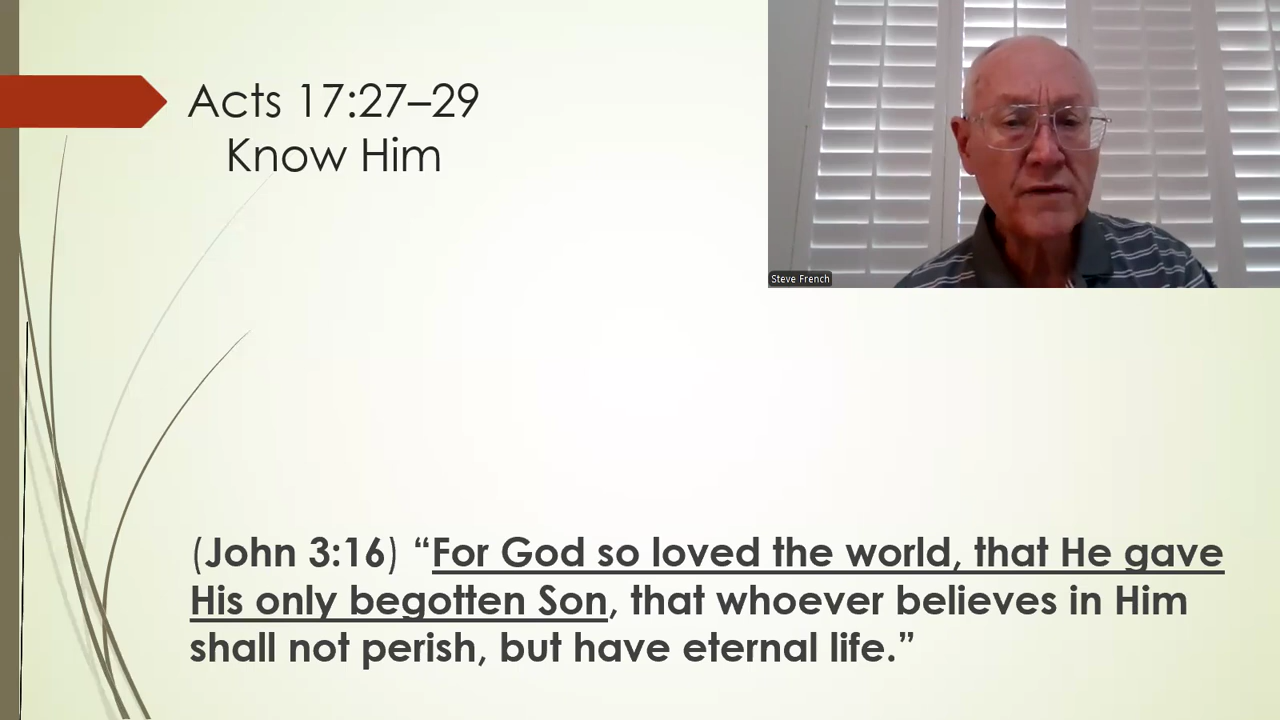 Acts 17:27–29
Know Him
Steve French
(John 3:16) “For God so loved the world, that He gave
His only begotten Son, that whoever believes in Him
shall not perish, but have eternal life.”